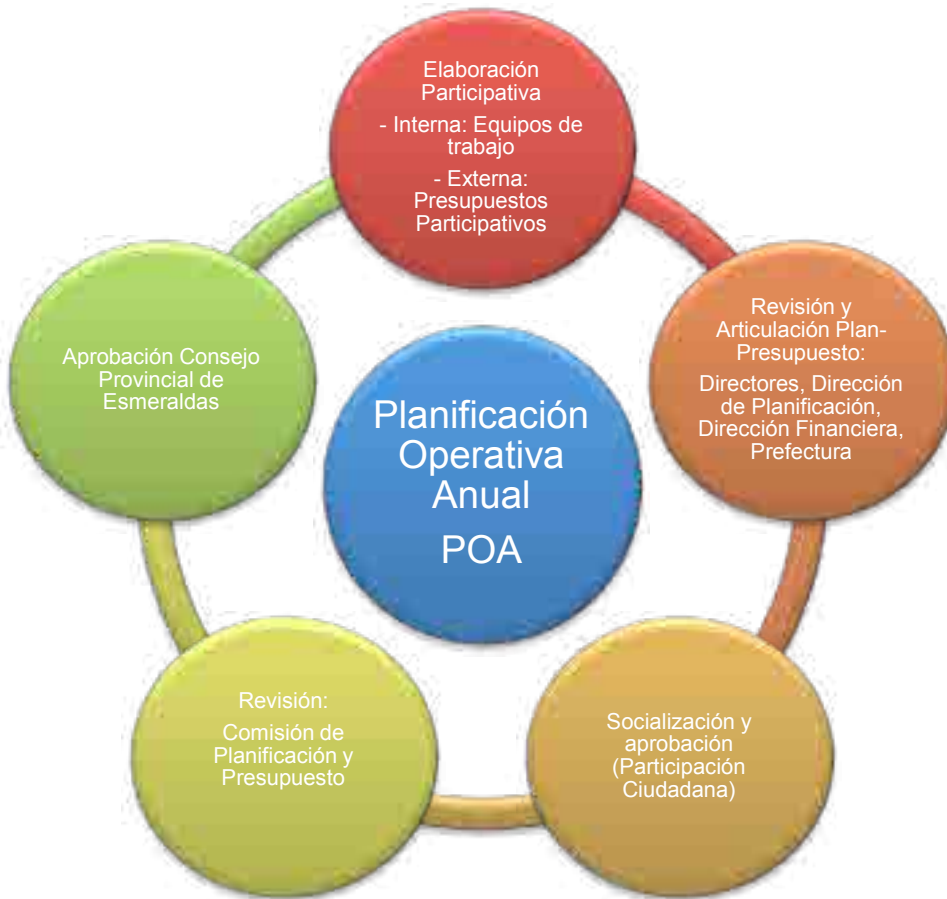 Elaboración
Participativa
- Interna: Equipos de
trabajo
- Externa:
Presupuestos
Participativos
Revisión y
Articulación Plan-
Presupuesto:
Directores, Dirección
de Planificación,
Dirección Financiera,
Prefectura
Socialización y
aprobación
(Participación
Ciudadana)
Revisión:
Comisión de
Planificación y
Presupuesto
Aprobación Consejo
Provincial de
Esmeraldas
Planificación
Operativa
Anual
POA